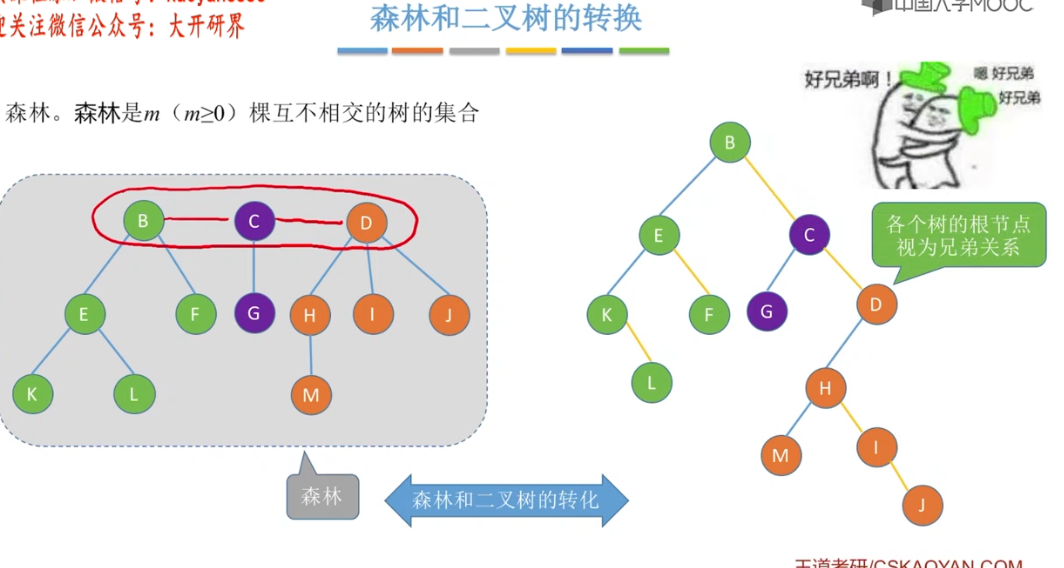 森林和二叉树的转换
中国大学MOOC
迎关注微信公众号：大开研界
好兄弟啊！
嗯 好兄弟
好兄弟
森林。森林是m（m≥0）棵互不相交的树的集合
B
B C D
各个树的根节点
视为兄弟关系
E C
E F G H I J
K F G D
K L M
L
H
M I
森林
森林和二叉树的转化
J
王道考研/CSKAOYAN.COM